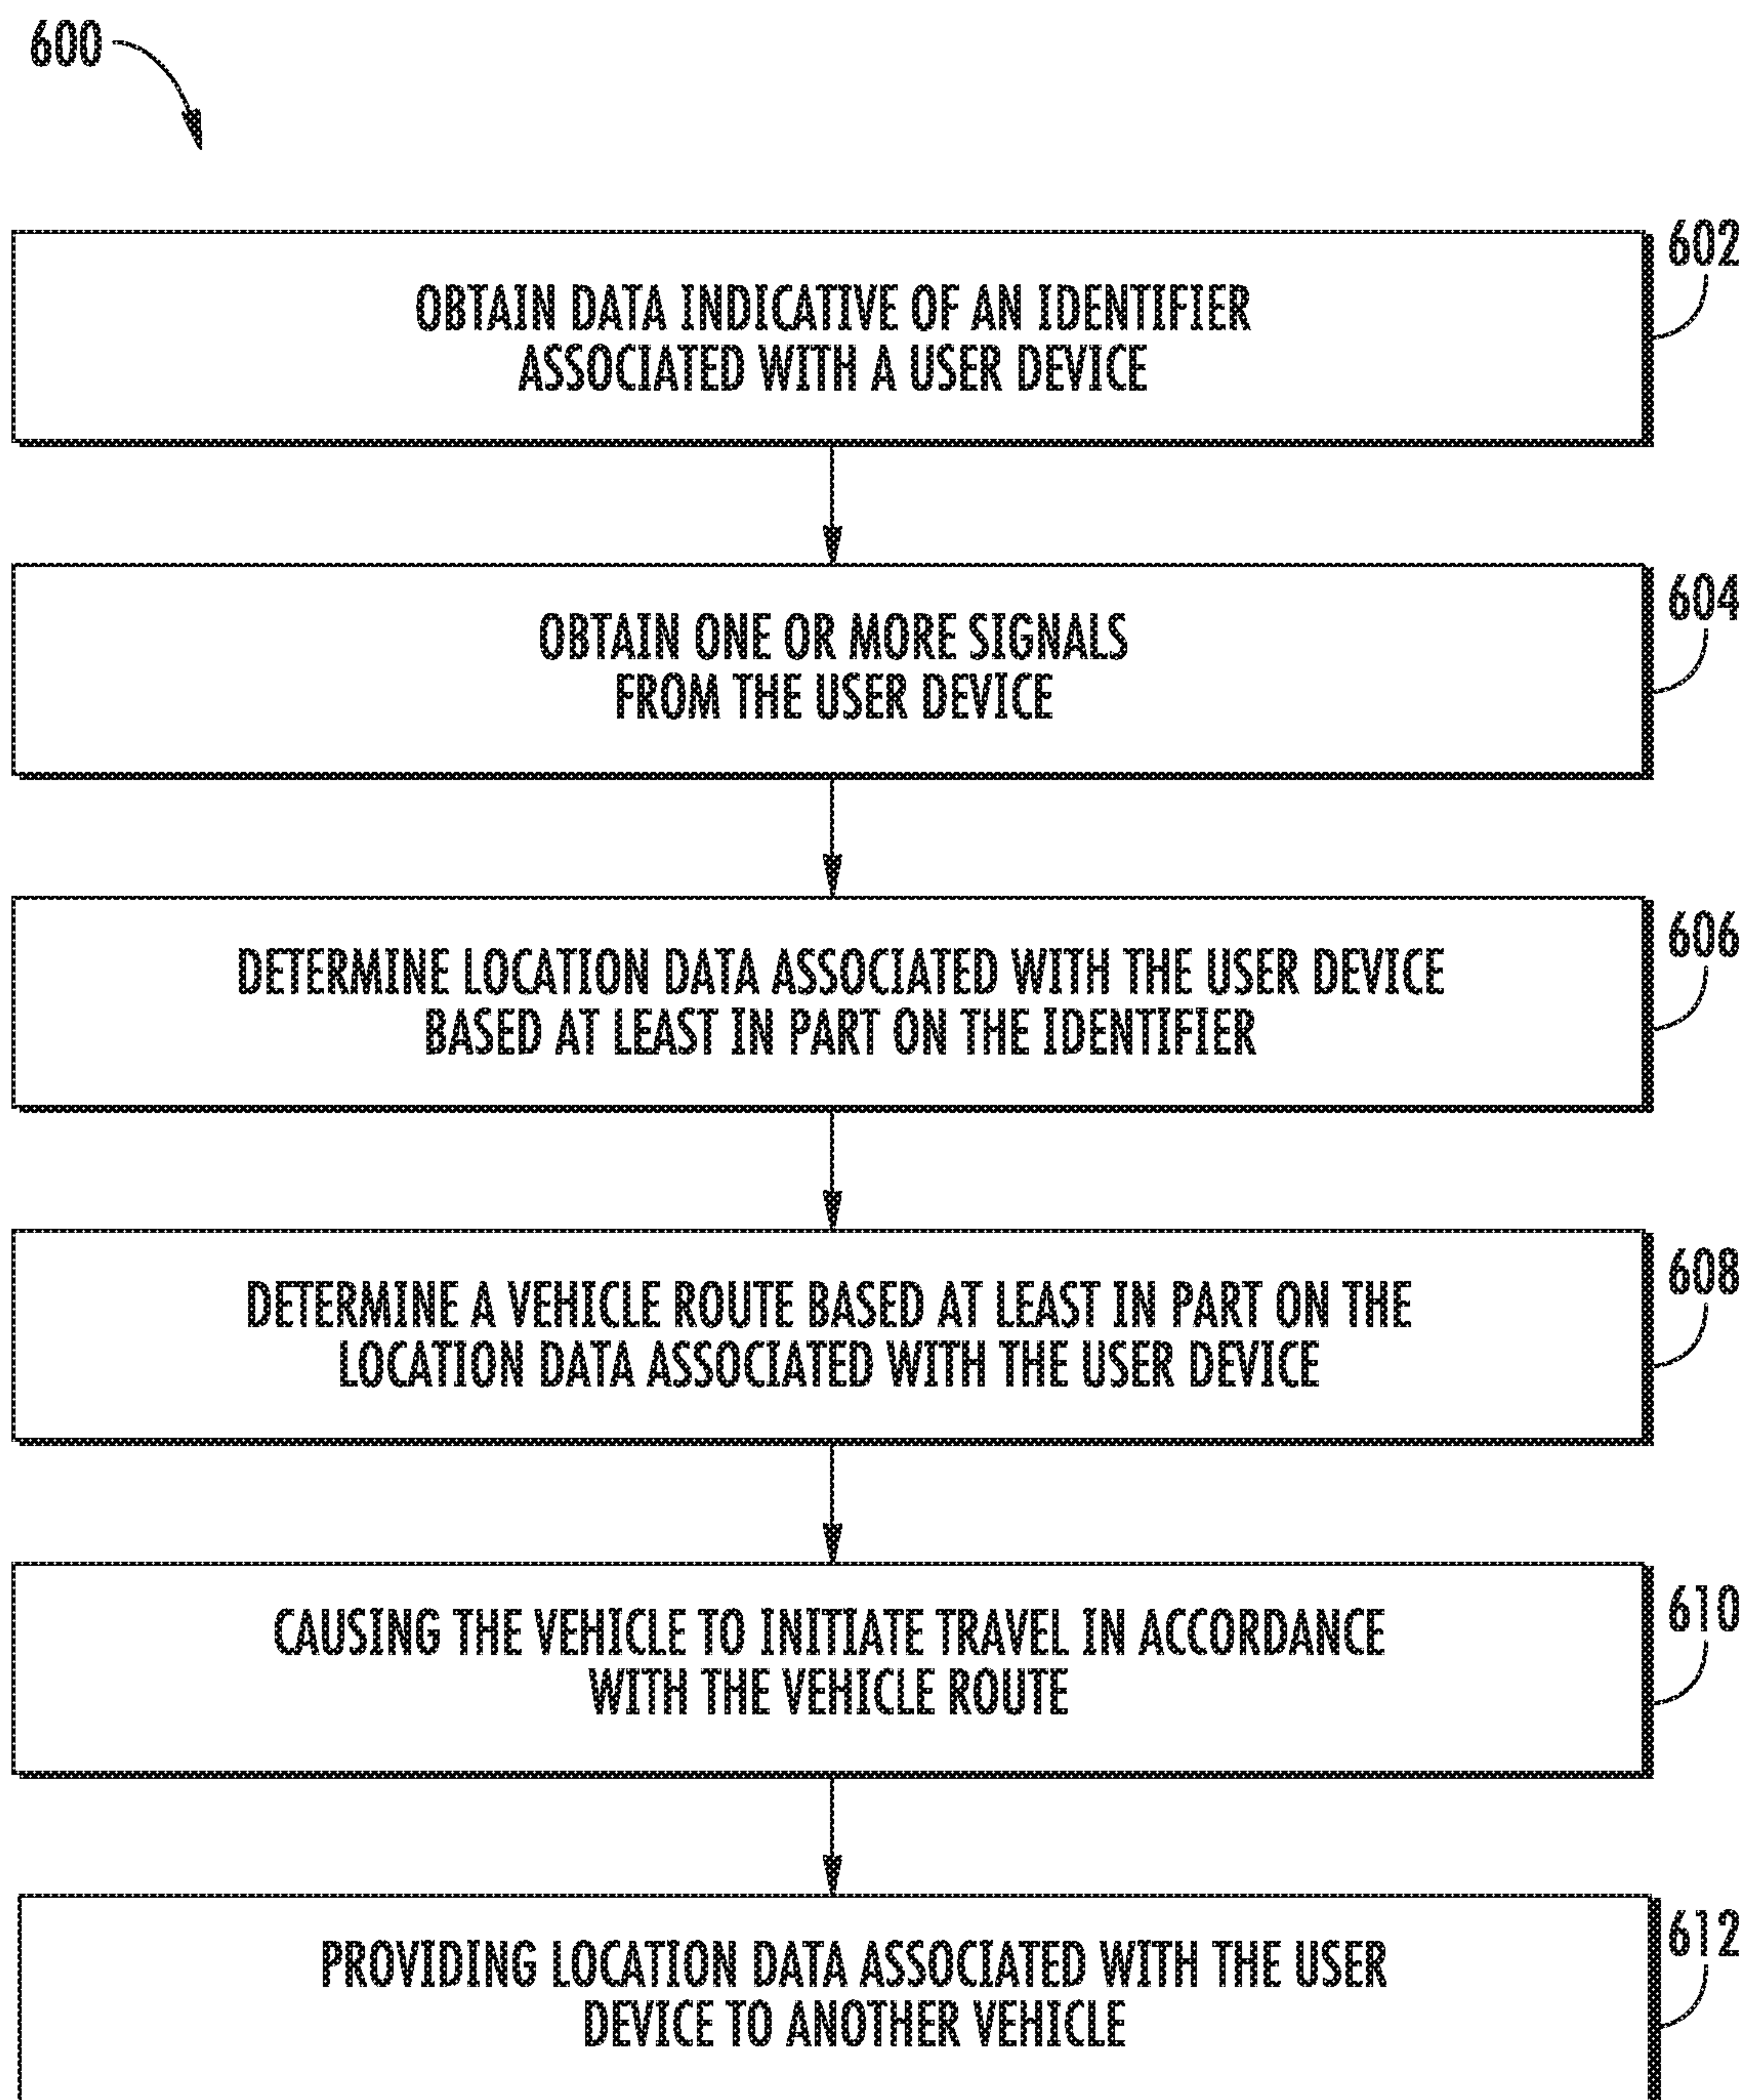 600
602
OBTAIN DATA INDICATIVE OF AN IDENTIFIER
ASSOCIATED WITH A USER DEVICE
604
OBTAIN ONE OR MORE SIGNALS
FROM THE USER DEVICE
606
DETERMINE LOCATION DATA ASSOCIATED WITH THE USER DEVICE
BASED AT LEAST IN PART ON THE IDENTIFIER
608
DETERMINE A VEHICLE ROUTE BASED AT LEAST IN PART ON THE
LOCATION DATA ASSOCIATED WITH THE USER DEVICE
610
CAUSING THE VEHICLE TO INITIATE TRAVEL IN ACCORDANCE
WITH THE VEHICLE ROUTE
612
PROVIDING LOCATION DATA ASSOCIATED WITH THE USER
DEVICE TO ANOTHER VEHICLE